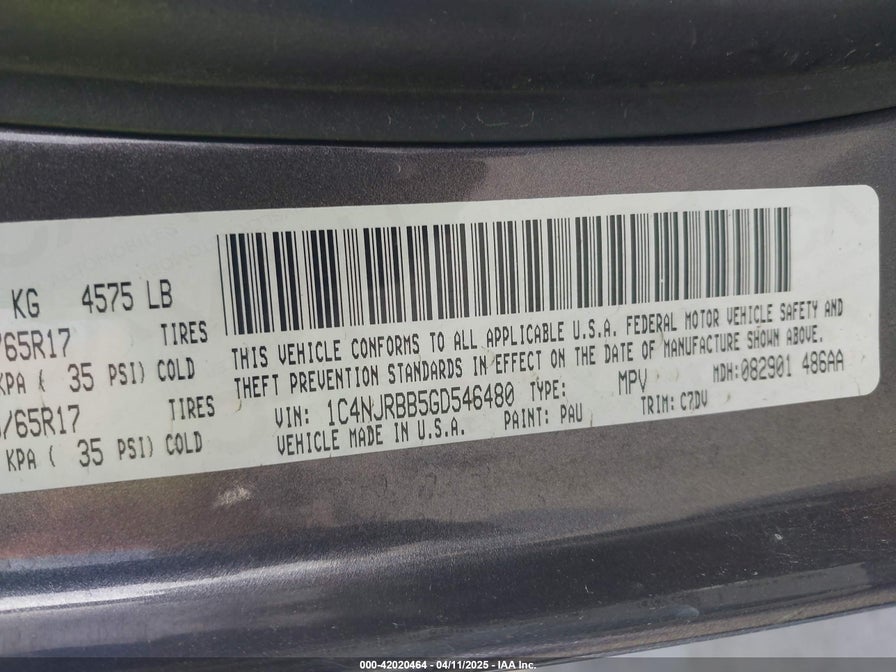 KG 4575 LB
/65R17 TIRES
KPA ( 35 PSI) COLD
/65R17 TIRES
KPA ( 35 PSI) COLD
THIS VEHICLE CONFORMS TO ALL APPLICABLE U.S.A. FEDERAL MOTOR VEHICLE SAFETY AND
THEFT PREVENTION STANDARDS IN EFFECT ON THE DATE OF MANUFACTURE SHOWN ABOVE.
VIN: 1C4NJRBB5GD546480 TYPE: MPV MDH:082901 486AA
VEHICLE MADE IN U.S.A. PAINT: PAU TRIM: C7DV
000-42020464 - 04/11/2025 - IAA Inc.